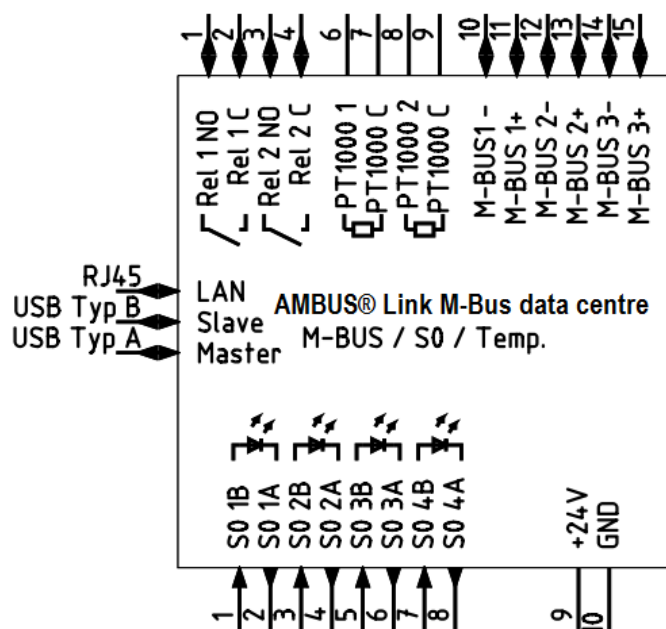 1 2 3 4 6 7 8 9 10 11 12 13 14 15
Rel 1 NO
Rel 1 C
Rel 2 NO
Rel 2 C
PT1000 1
PT1000 C
PT1000 2
PT1000 C
M-BUS1 -
M-BUS 1+
M-BUS 2-
M-BUS 2+
M-BUS 3-
M-BUS 3+
RJ45 LAN
USB Typ B Slave
USB Typ A Master
AMBUS® Link M-Bus data centre
M-BUS / S0 / Temp.
S0 1B
S0 1A
S0 2B
S0 2A
S0 3B
S0 3A
S0 4B
S0 4A
+24V
GND
1 2 3 4 5 6 7 8 9 10